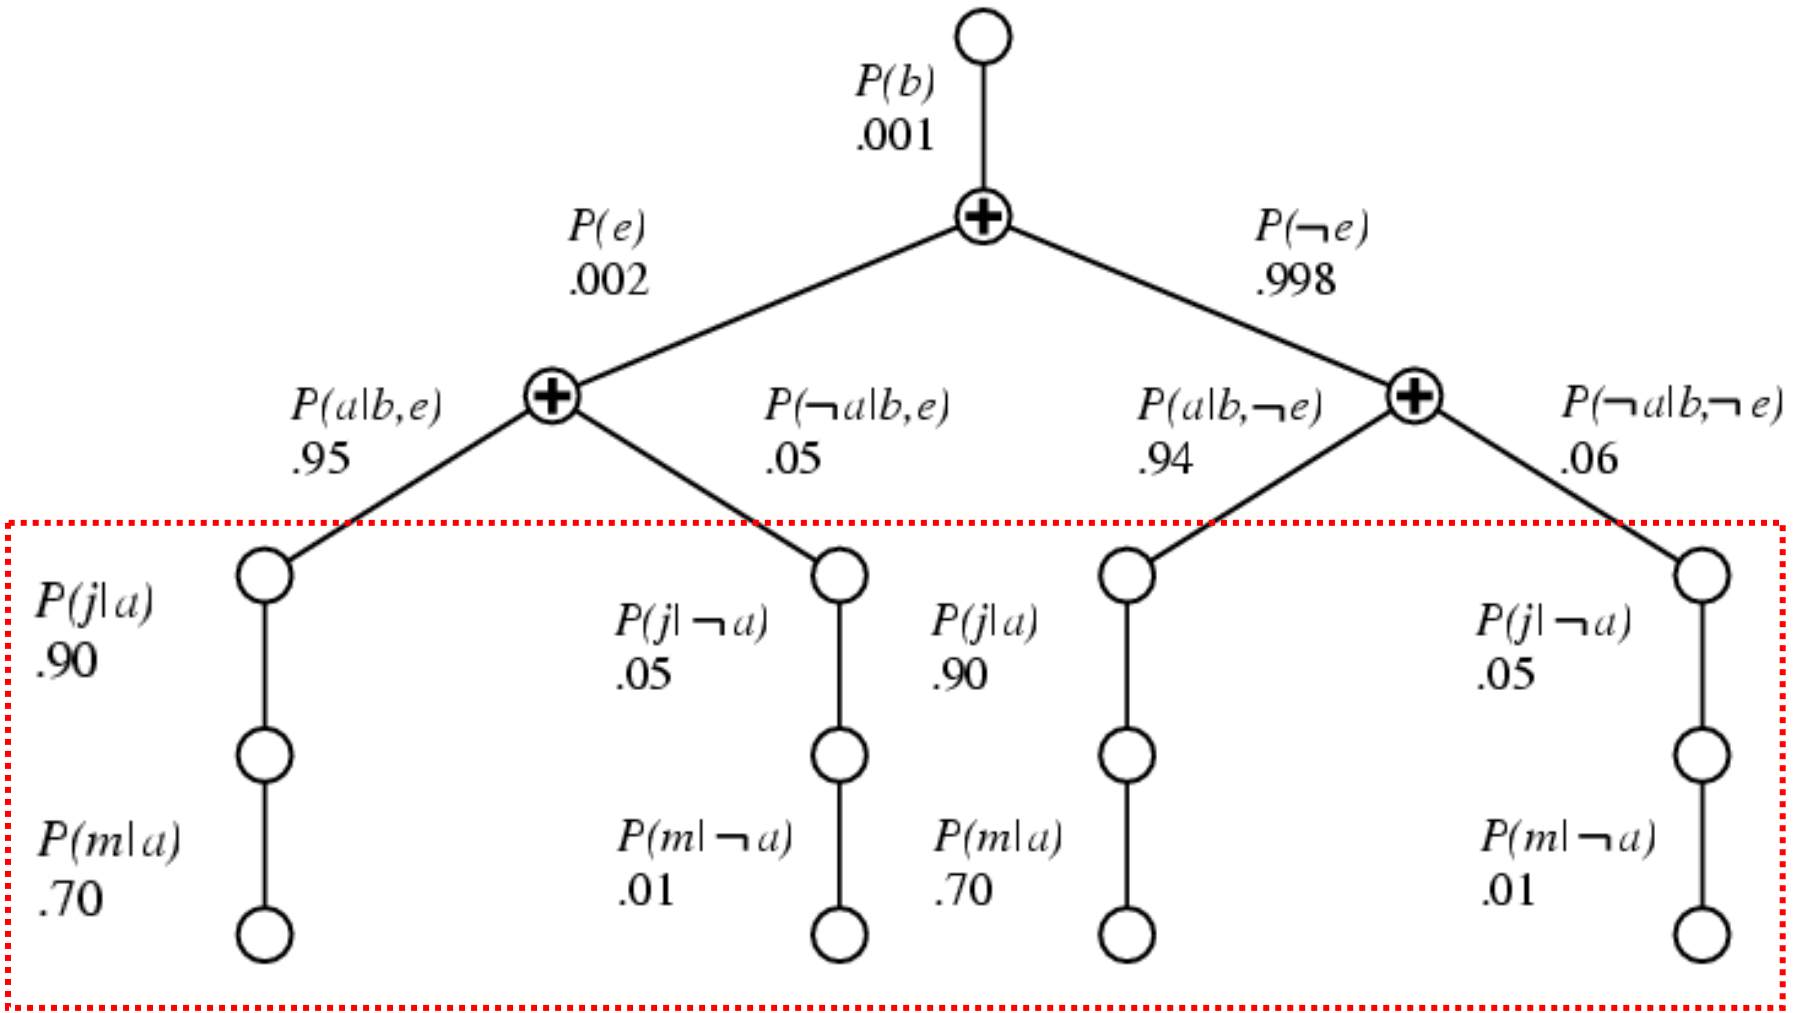 P(b)
.001
P(e)
.002
P(¬e)
.998
P(a|b,e)
.95
P(¬a|b,e)
.05
P(a|b,¬e)
.94
P(¬a|b,¬e)
.06
P(j|a)
.90
P(j|¬a)
.05
P(j|a)
.90
P(j|¬a)
.05
P(m|a)
.70
P(m|¬a)
.01
P(m|a)
.70
P(m|¬a)
.01